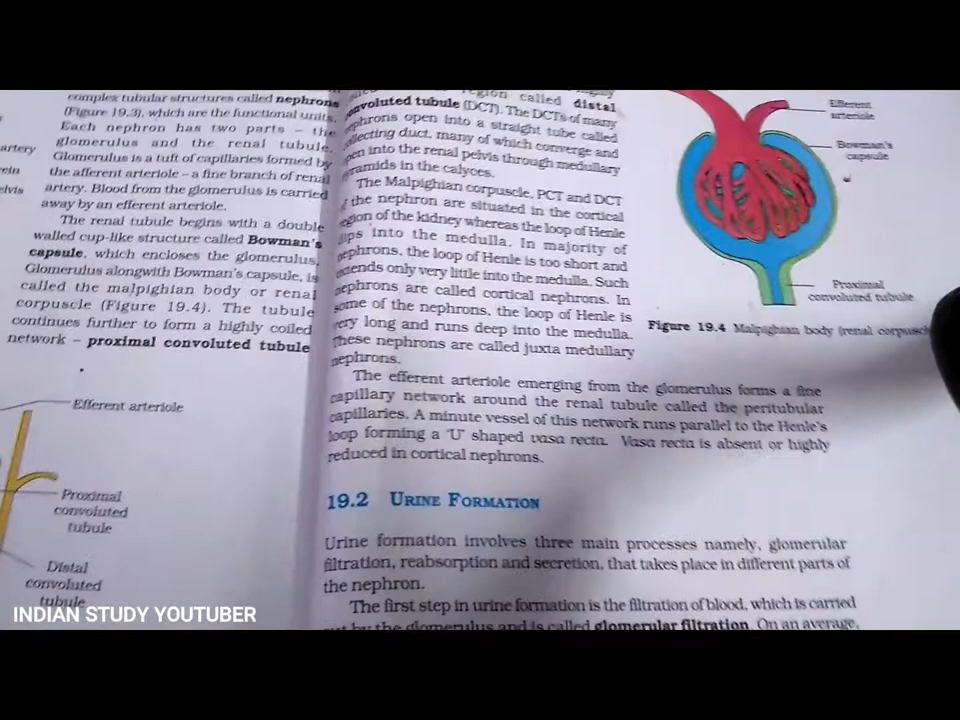 complex tubular structures called nephrons
(Figure 19.3), which are the functional units.
Each nephron has two parts – the
glomerulus and the renal tubule.
Glomerulus is a tuft of capillaries formed by
the afferent arteriole – a fine branch of renal
artery. Blood from the glomerulus is carried
away by an efferent arteriole.
The renal tubule begins with a double
walled cup-like structure called Bowman's
capsule, which encloses the glomerulus.
Glomerulus alongwith Bowman's capsule, is
called the malpighian body or renal
corpuscle (Figure 19.4). The tubule
continues further to form a highly coiled
network – proximal convoluted tubule
artery
Efferent arteriole
Proximal
convoluted
tubule
Distal
convoluted
tubule
region called distal
convoluted tubule (DCT). The DCTs of many
nephrons open into a straight tube called
collecting duct, many of which converge and
open into the renal pelvis through medullary
pyramids in the calyces.
The Malpighian corpuscle, PCT and DCT
of the nephron are situated in the cortical
region of the kidney whereas the loop of Henle
dips into the medulla. In majority of
nephrons, the loop of Henle is too short and
extends only very little into the medulla. Such
nephrons are called cortical nephrons. In
some of the nephrons, the loop of Henle is
very long and runs deep into the medulla.
These nephrons are called juxta medullary
nephrons.
Efferent
arteriole
Bowman's
capsule
Proximal
convoluted tubule
Figure 19.4 Malpighian body (renal corpuscl
The efferent arteriole emerging from the glomerulus forms a fine
capillary network around the renal tubule called the peritubular
capillaries. A minute vessel of this network runs parallel to the Henle's
loop forming a 'U' shaped vasa recta. Vasa recta is absent or highly
reduced in cortical nephrons.
19.2 URINE FORMATION
Urine formation involves three main processes namely, glomerular
filtration, reabsorption and secretion, that takes place in different parts of
the nephron.
The first step in urine formation is the filtration of blood, which is carried
out by the glomerulus and is called glomerular filtration. On an average,
INDIAN STUDY YOUTUBER